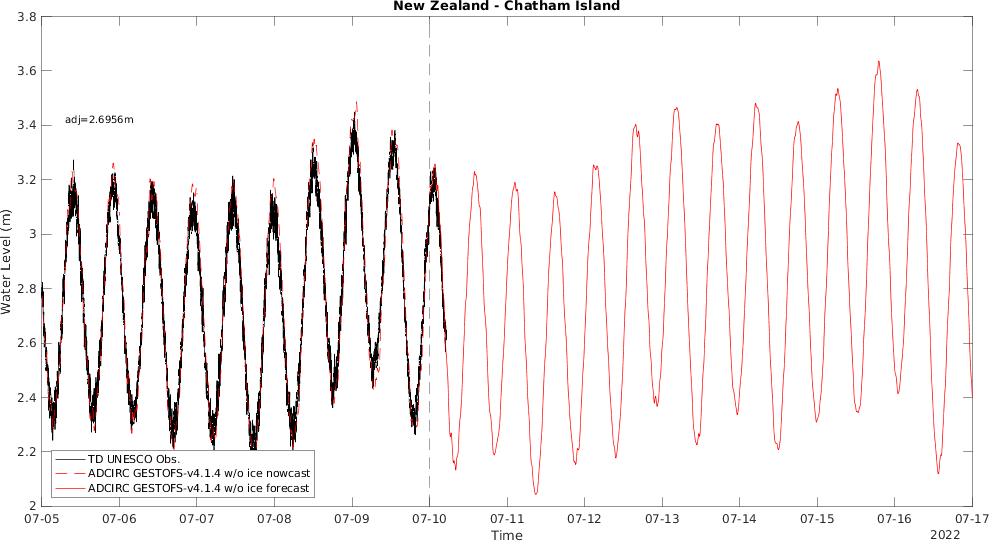 New Zealand - Chatham Island
3.8
3.6
3.4
3.2
3
2.8
2.6
2.4
2.2
2
Water Level (m)
adj=2.6956m
TD UNESCO Obs.
ADCIRC GESTOFS-v4.1.4 w/o ice nowcast
ADCIRC GESTOFS-v4.1.4 w/o ice forecast
07-05 07-06 07-07 07-08 07-09 07-10 07-11 07-12 07-13 07-14 07-15 07-16 07-17
Time
2022